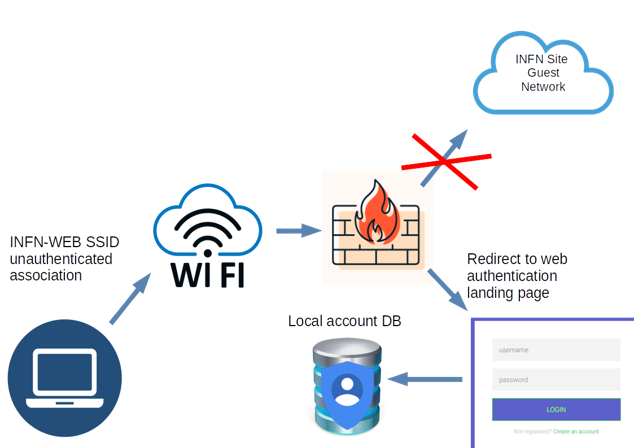 INFN Site
Guest
Network
INFN-WEB SSID
unauthenticated
association
WI FI
Redirect to web
authentication
landing page
Local account DB
username
password
LOGIN
Not registered? Create an account